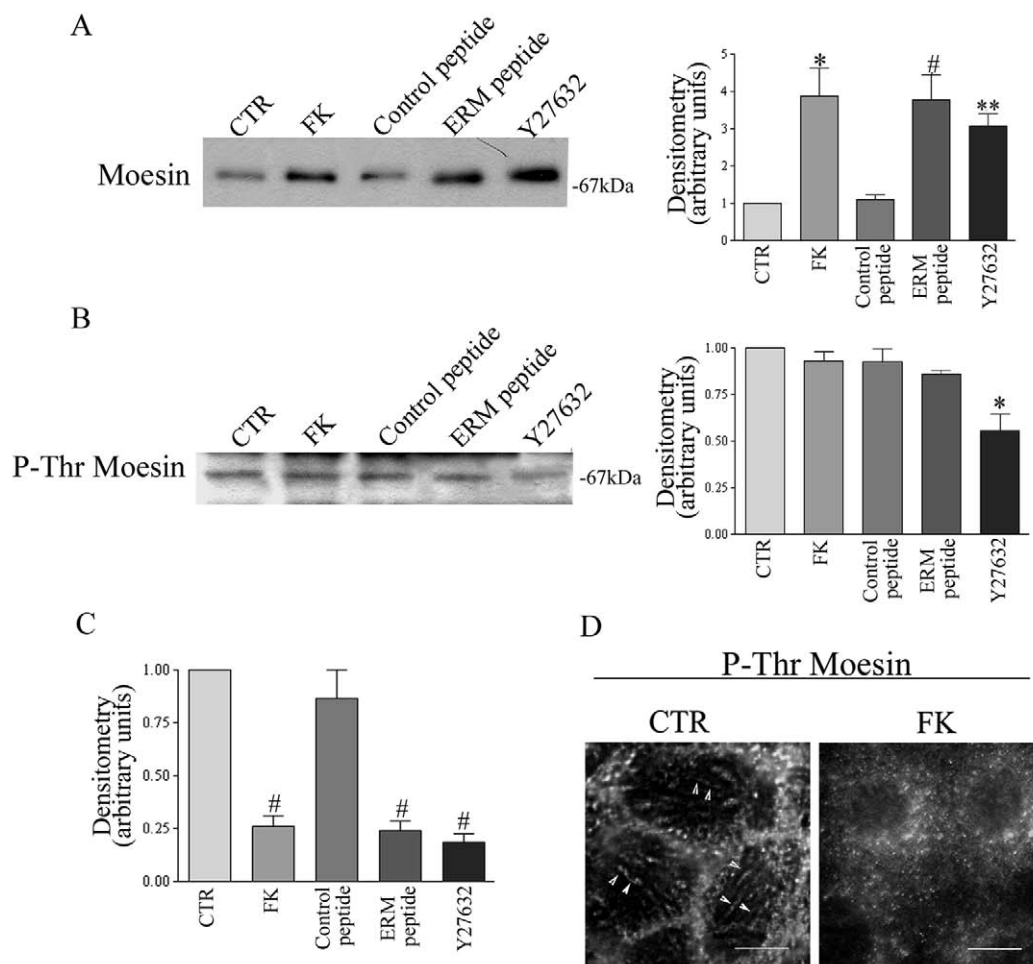 A
CTR
FK
Control peptide
ERM peptide
Y27632
Moesin
-67kDa
Densitometry
(arbitrary units)
5
4
3
2
1
0
*
#
**
CTR
FK
Control
peptide
ERM
peptide
Y27632
B
CTR
FK
Control peptide
ERM peptide
Y27632
P-Thr Moesin
-67kDa
Densitometry
(arbitrary units)
1.00
0.75
0.50
0.25
0.00
*
CTR
FK
Control
peptide
ERM
peptide
Y27632
C
Densitometry
(arbitrary units)
1.00
0.75
0.50
0.25
0.00
#
#
#
CTR
FK
Control
peptide
ERM
peptide
Y27632
D
P-Thr Moesin
CTR
FK